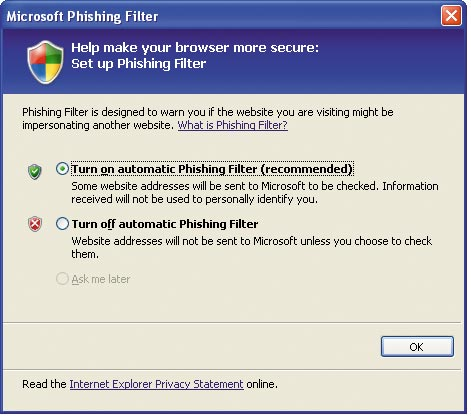 Microsoft Phishing Filter
Help make your browser more secure:
Set up Phishing Filter
Phishing Filter is designed to warn you if the website you are visiting might be
impersonating another website. What is Phishing Filter?
Turn on automatic Phishing Filter (recommended)
Some website addresses will be sent to Microsoft to be checked. Information
received will not be used to personally identify you.
Turn off automatic Phishing Filter
Website addresses will not be sent to Microsoft unless you choose to check
them.
Ask me later
OK
Read the Internet Explorer Privacy Statement online.